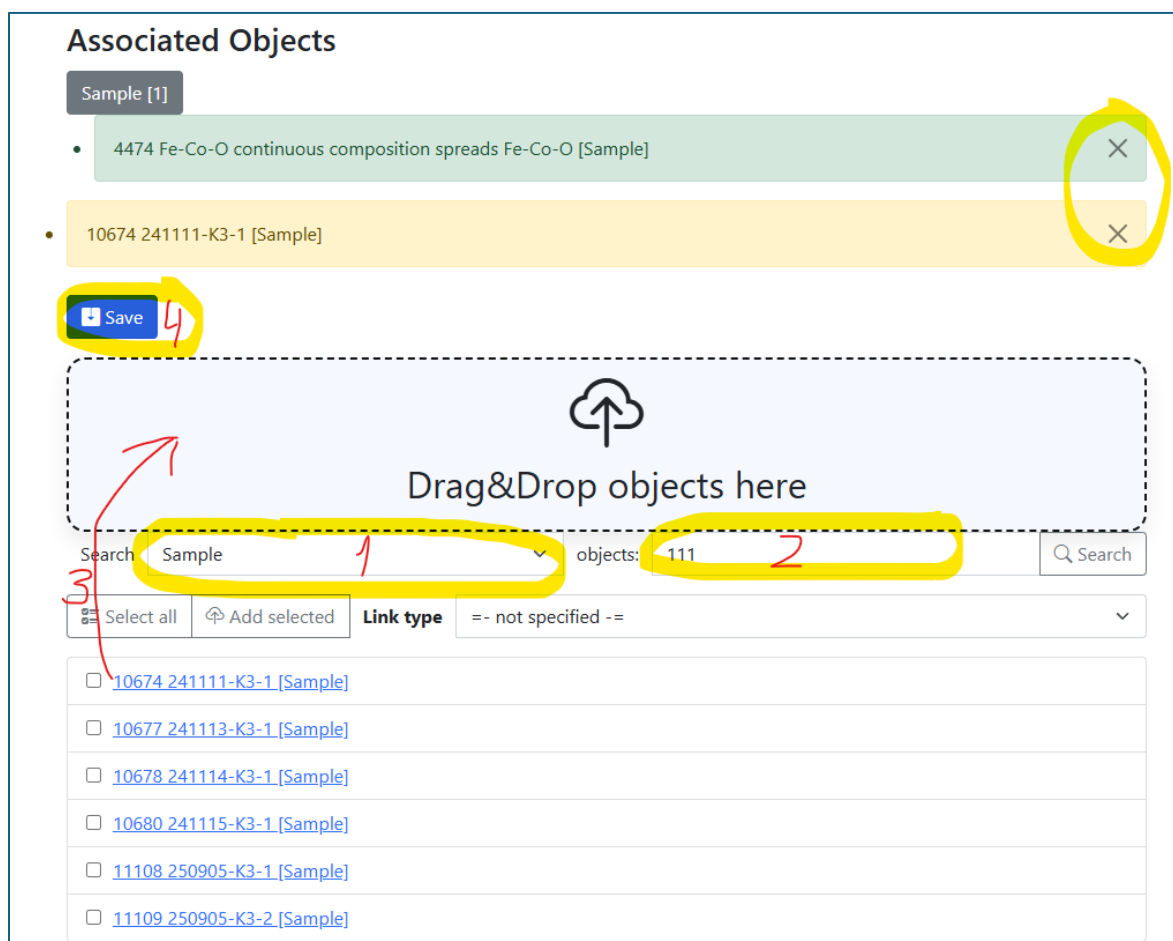 Associated Objects
Sample [1]
• 4474 Fe-Co-O continuous composition spreads Fe-Co-O [Sample]
• 10674 241111-K3-1 [Sample]
Save 4
Drag&Drop objects here
Search Sample 1 objects: 111 2 Search
3
Select all Add selected Link type =- not specified -=
10674 241111-K3-1 [Sample]
10677 241113-K3-1 [Sample]
10678 241114-K3-1 [Sample]
10680 241115-K3-1 [Sample]
11108 250905-K3-1 [Sample]
11109 250905-K3-2 [Sample]